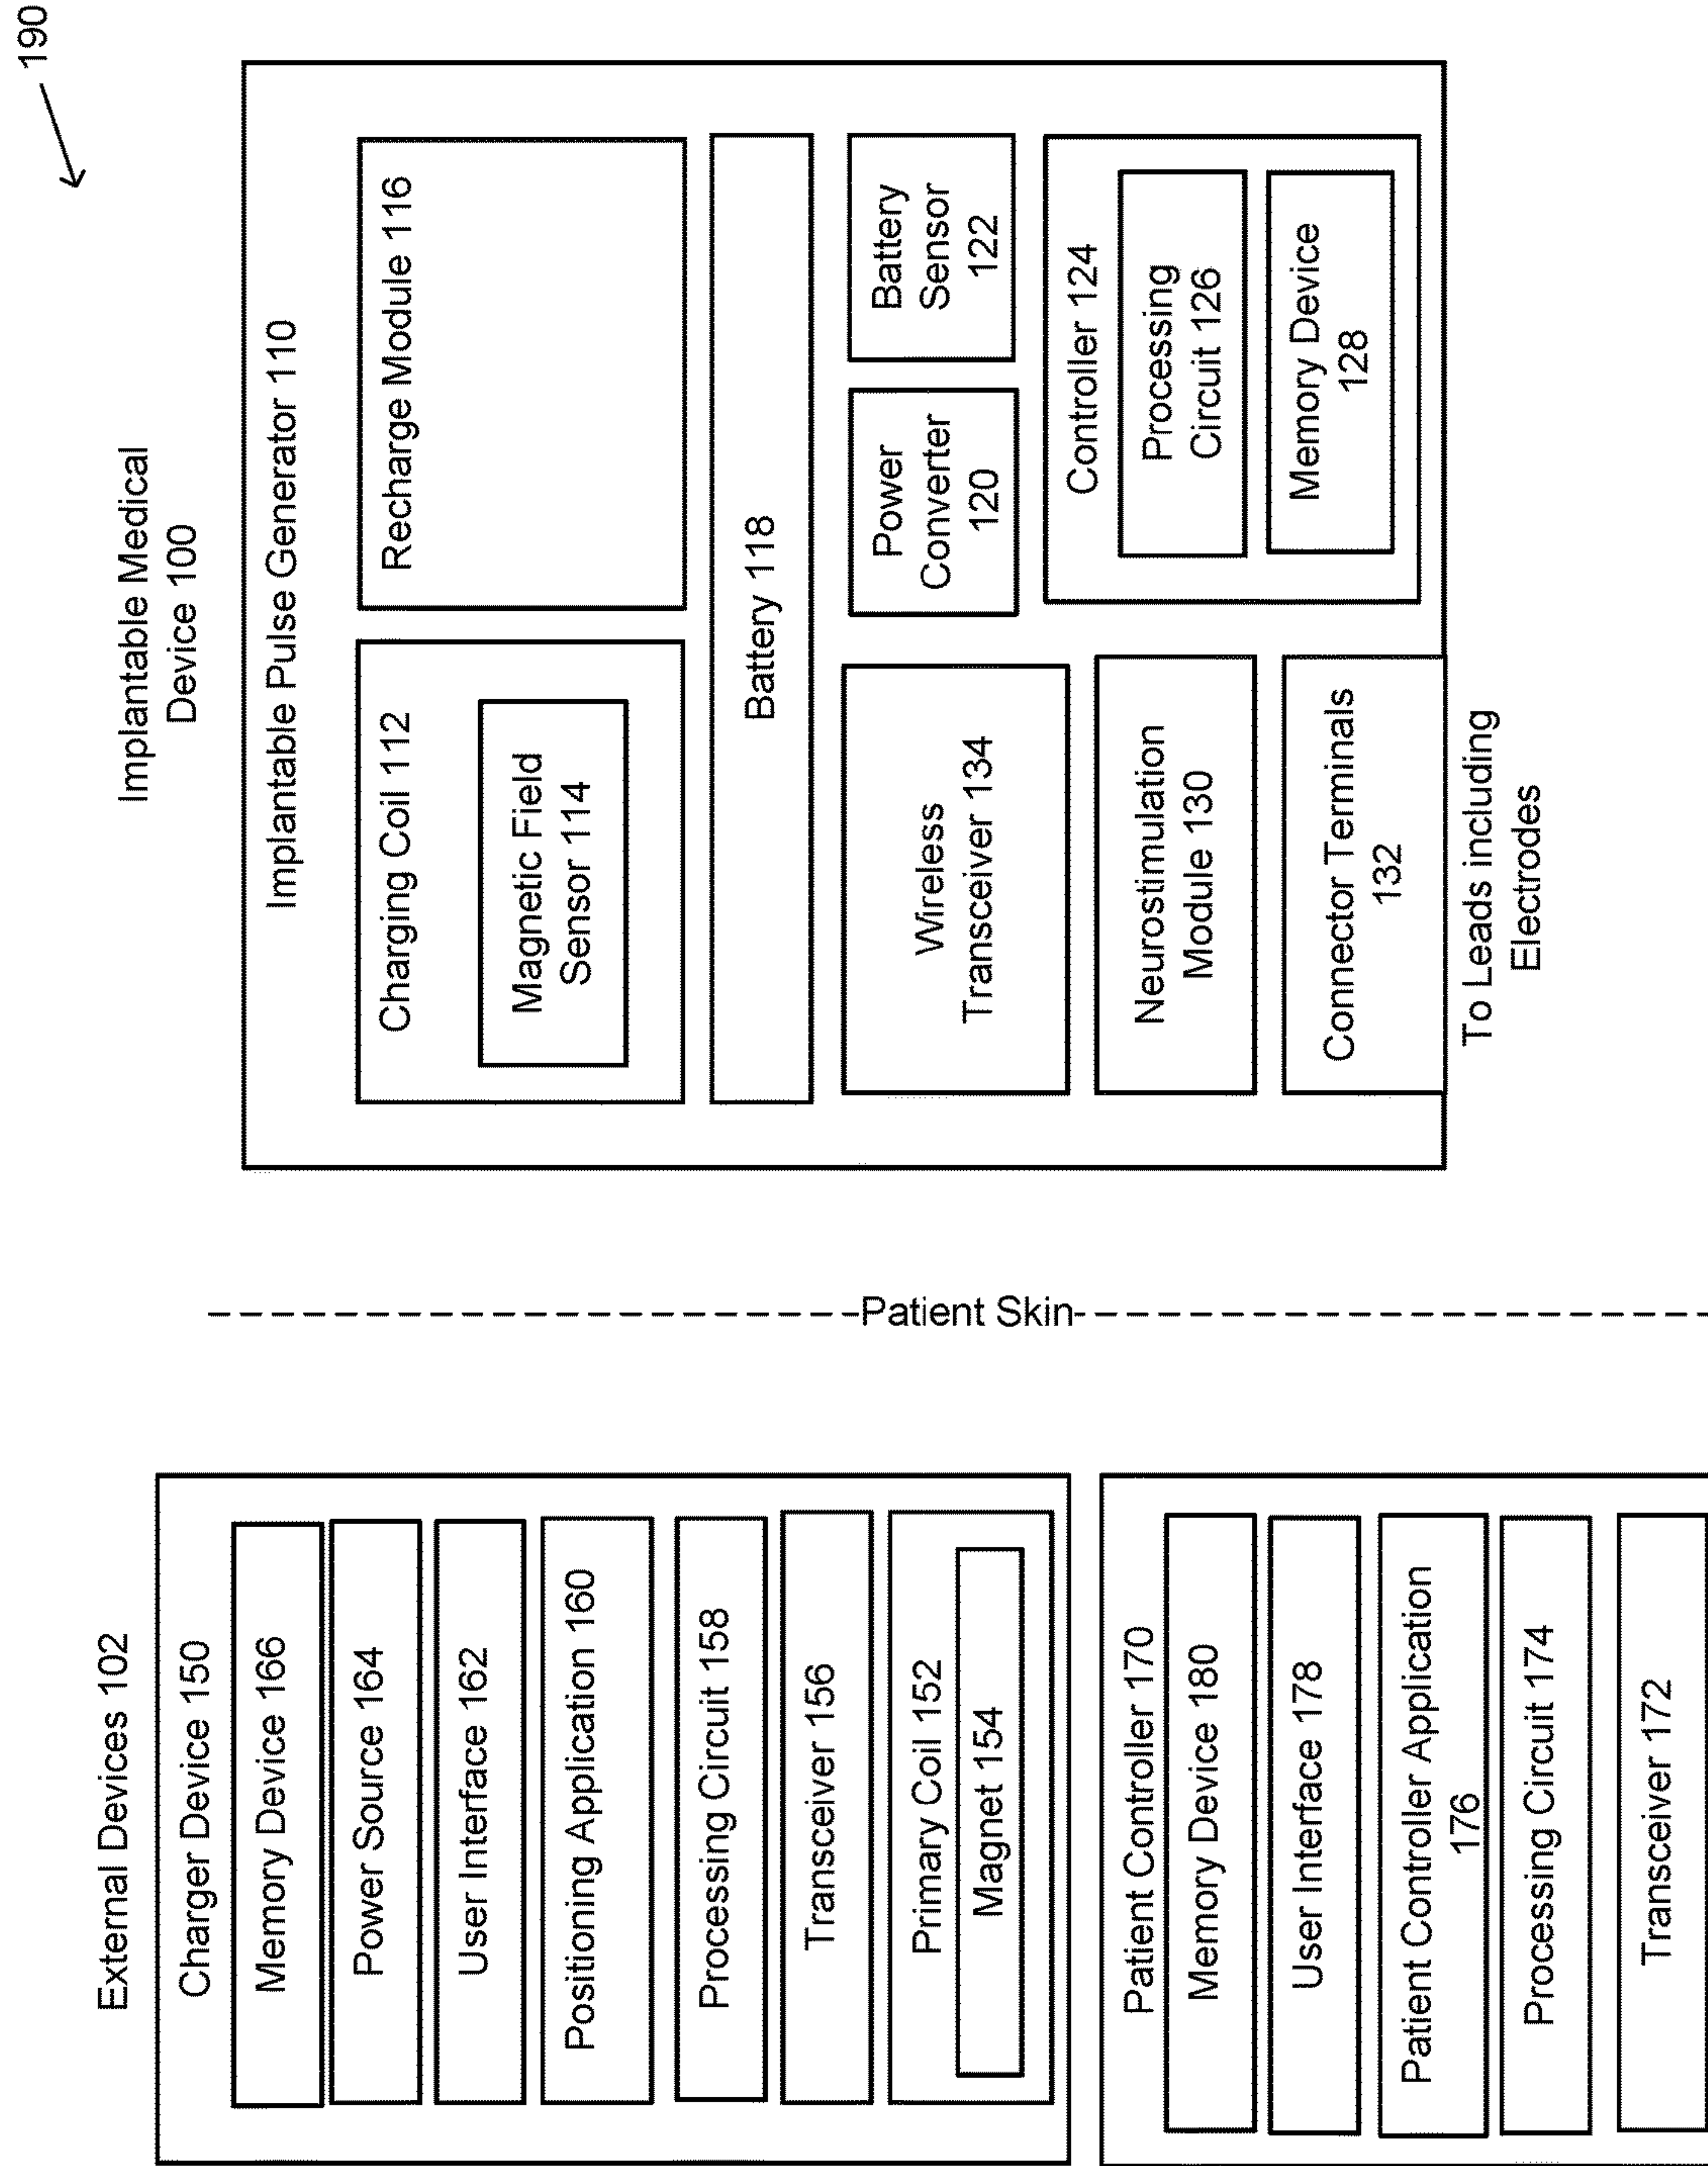 190
External Devices 102
Charger Device 150
Memory Device 166
Power Source 164
User Interface 162
Positioning Application 160
Processing Circuit 158
Transceiver 156
Primary Coil 152
Magnet 154
Patient Controller 170
Memory Device 180
User Interface 178
Patient Controller Application
176
Processing Circuit 174
Transceiver 172
Patient Skin
Implantable Medical
Device 100
Implantable Pulse Generator 110
Charging Coil 112
Magnetic Field
Sensor 114
Recharge Module 116
Battery 118
Wireless
Transceiver 134
Power
Converter
120
Battery
Sensor
122
Neurostimulation
Module 130
Controller 124
Processing
Circuit 126
Memory Device
128
Connector Terminals
132
To Leads including
Electrodes